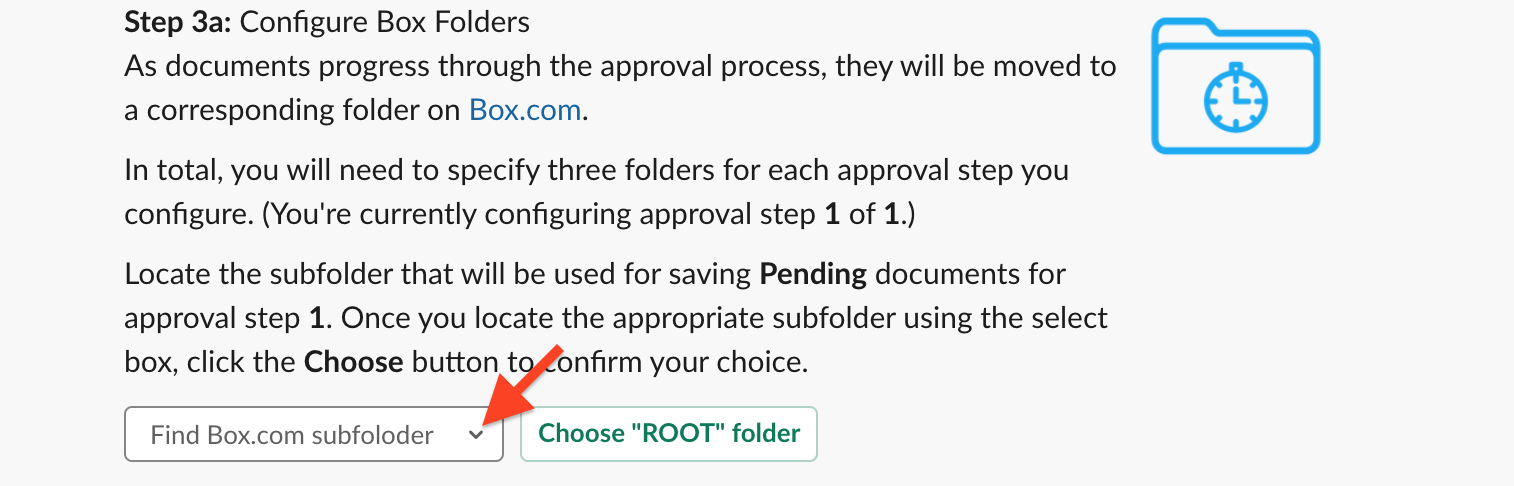 Step 3a: Configure Box Folders
As documents progress through the approval process, they will be moved to
a corresponding folder on Box.com.
In total, you will need to specify three folders for each approval step you
configure. (You're currently configuring approval step 1 of 1.)
Locate the subfolder that will be used for saving Pending documents for
approval step 1. Once you locate the appropriate subfolder using the select
box, click the Choose button to confirm your choice.
Find Box.com subfoloder
Choose "ROOT" folder